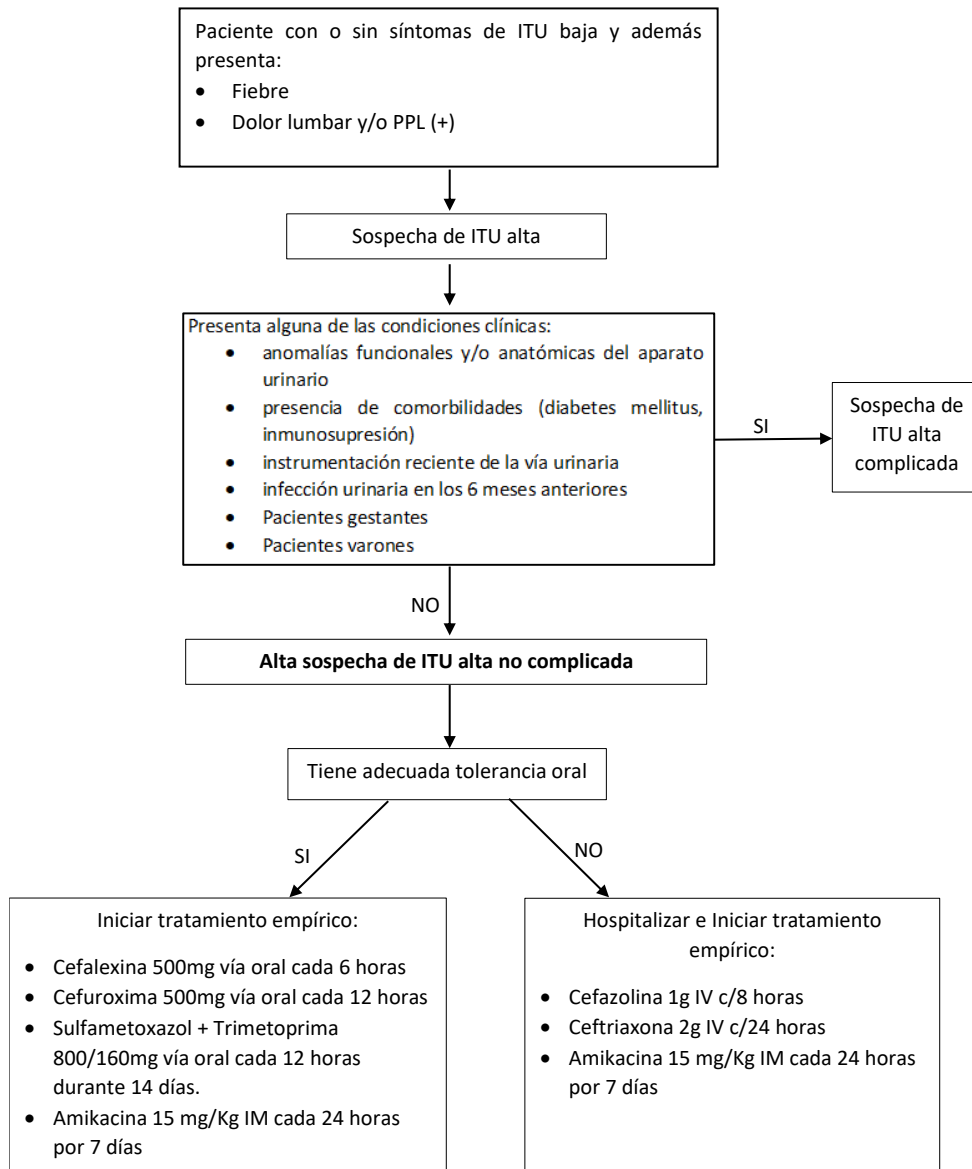 Paciente con o sin síntomas de ITU baja y además
presenta:
• Fiebre
• Dolor lumbar y/o PPL (+)
Sospecha de ITU alta
Presenta alguna de las condiciones clínicas:
• anomalías funcionales y/o anatómicas del aparato
urinario
• presencia de comorbilidades (diabetes mellitus,
inmunosupresión)
• instrumentación reciente de la vía urinaria
• infección urinaria en los 6 meses anteriores
• Pacientes gestantes
• Pacientes varones
SI
Sospecha de
ITU alta
complicada
NO
Alta sospecha de ITU alta no complicada
Tiene adecuada tolerancia oral
SI
NO
Iniciar tratamiento empírico:
• Cefalexina 500mg vía oral cada 6 horas
• Cefuroxima 500mg vía oral cada 12 horas
• Sulfametoxazol + Trimetoprima
800/160mg vía oral cada 12 horas
durante 14 días.
• Amikacina 15 mg/Kg IM cada 24 horas
por 7 días
Hospitalizar e Iniciar tratamiento
empírico:
• Cefazolina 1g IV c/8 horas
• Ceftriaxona 2g IV c/24 horas
• Amikacina 15 mg/Kg IM cada 24 horas
por 7 días